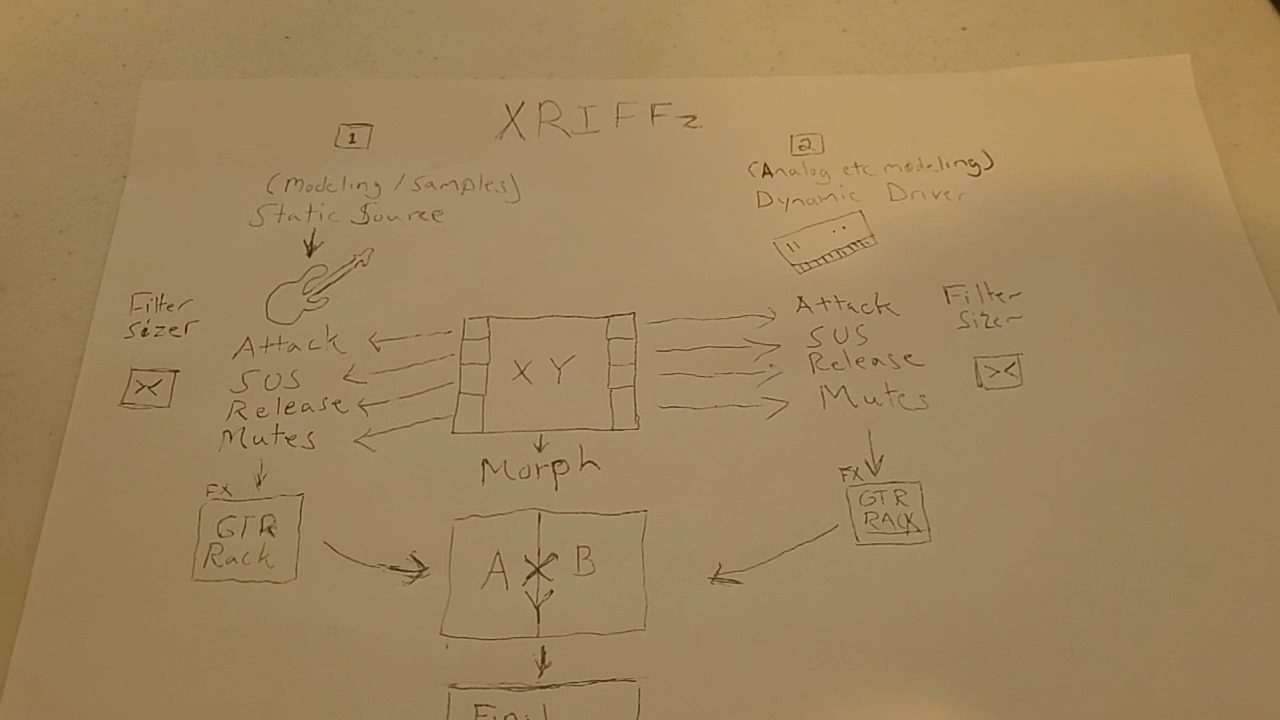 XRIFFz
1
(Modeling / Samples)
Static Source
2
(Analog etc modeling)
Dynamic Driver
Filter
Sizer
Attack
SUS
Release
Mutes
XY
Morph
Attack
SUS
Release
Mutes
Filter
Sizer
FX
GTR
Rack
FX
GTR
RACK
A X B
Y
Final